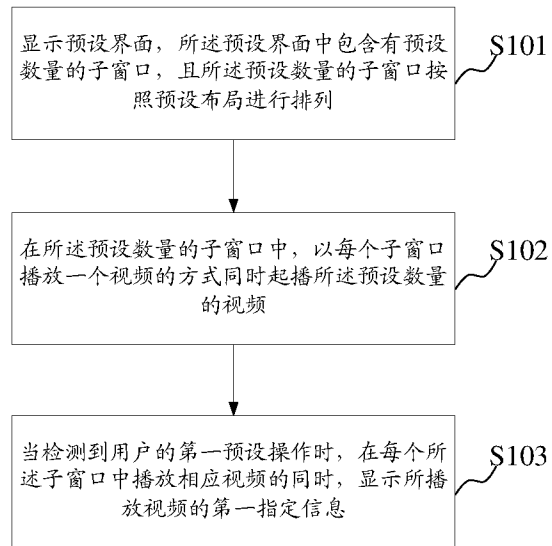 显示预设界面，所述预设界面中包含有预设
数量的子窗口，且所述预设数量的子窗口按
照预设布局进行排列
S101
在所述预设数量的子窗口中，以每个子窗口
播放一个视频的方式同时起播所述预设数量
的视频
S102
当检测到用户的第一预设操作时，在每个所
述子窗口中播放相应视频的同时，显示所播
放视频的第一指定信息
S103